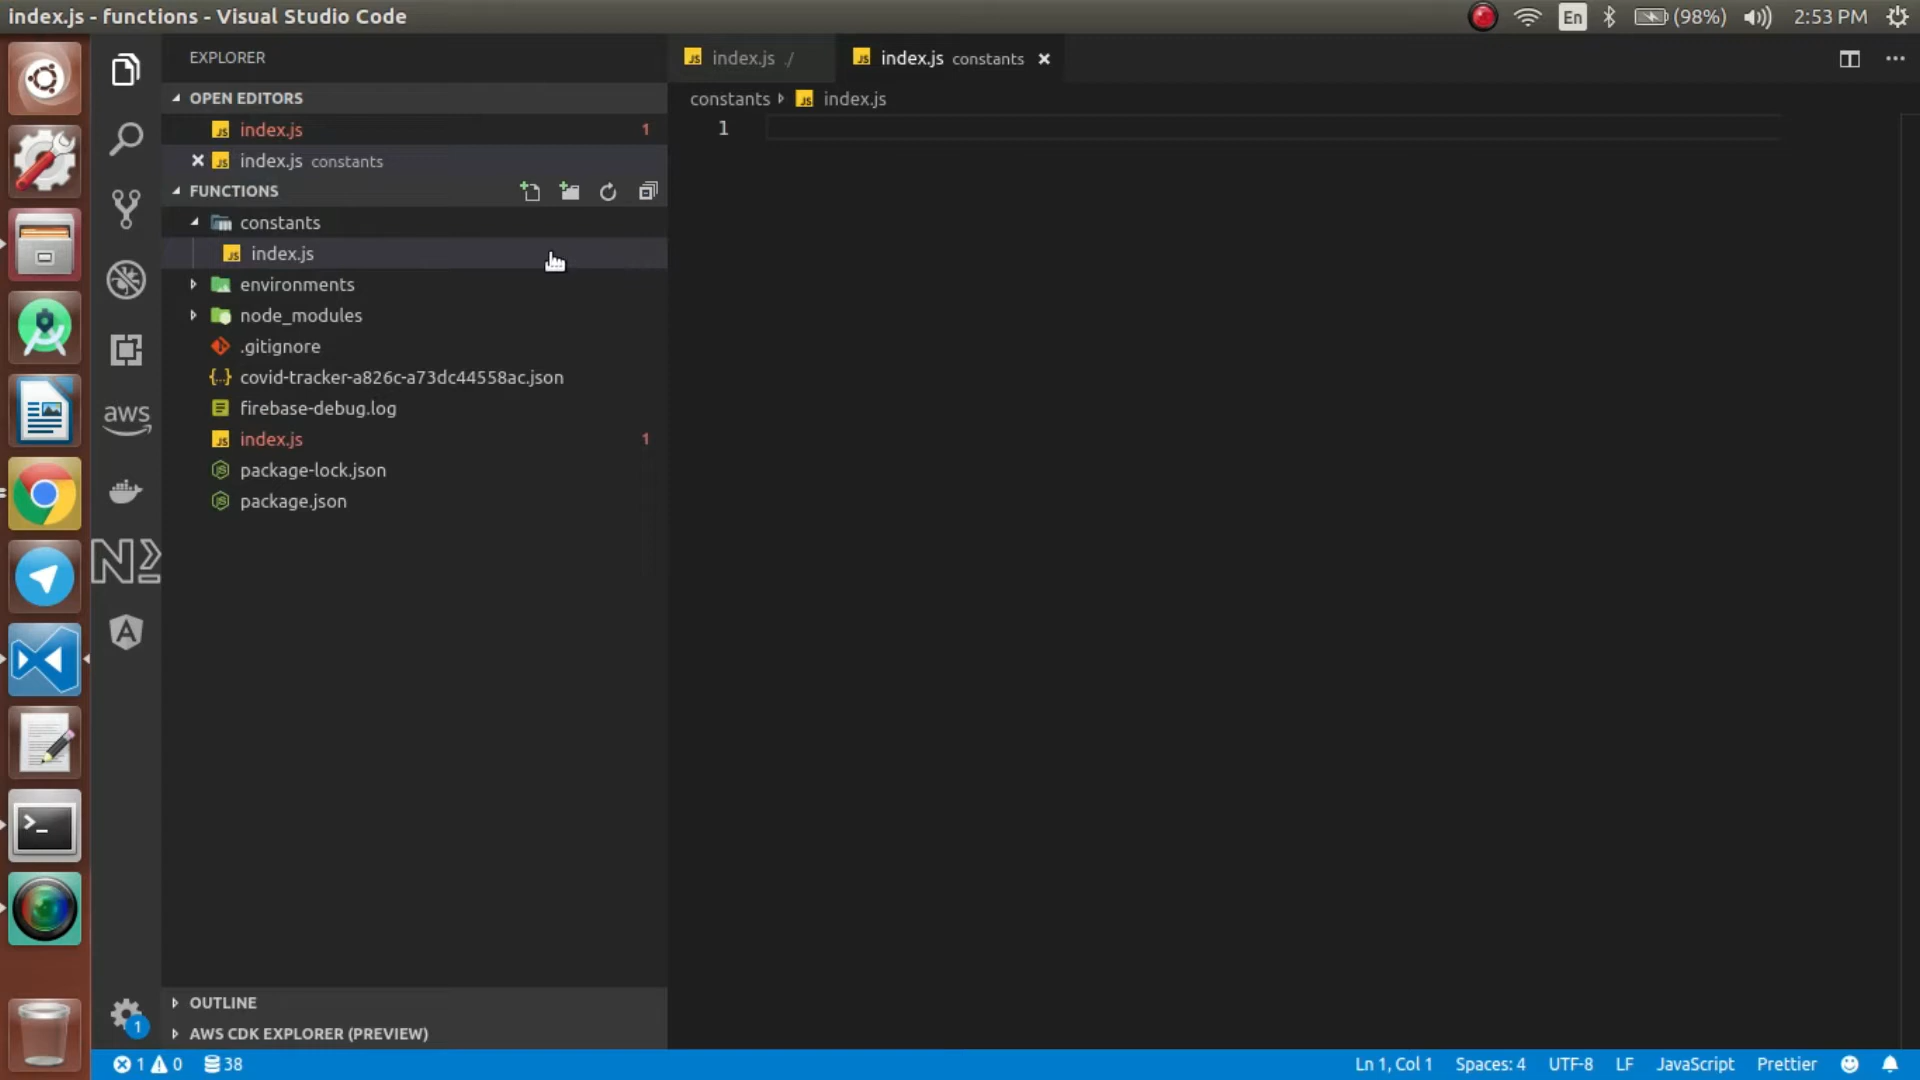 index.js - functions - Visual Studio Code
En (98%) 2:53 PM
EXPLORER
OPEN EDITORS
index.js 1
index.js constants
FUNCTIONS
constants
index.js
environments
node_modules
.gitignore
covid-tracker-a826c-a73dc44558ac.json
firebase-debug.log
index.js 1
package-lock.json
package.json
OUTLINE
AWS CDK EXPLORER (PREVIEW)
aws
1
index.js ./
index.js constants
constants index.js
1
1 0 38
Ln 1, Col 1 Spaces: 4 UTF-8 LF JavaScript Prettier